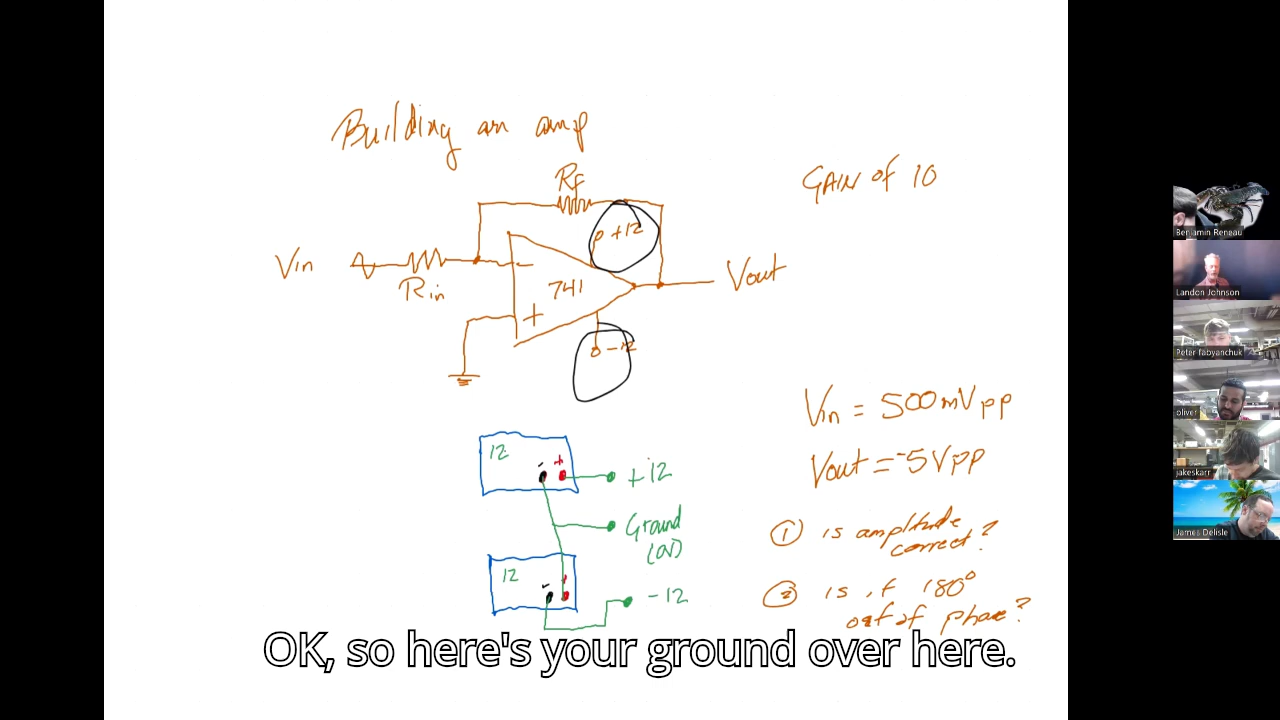 Building an amp
GAIN of 10
Rf
+12
Vin
Rin
741
+
Vout
-12
Vin = 500mVpp
Vout = -5Vpp
① is amplitude
correct?
② is it 180°
out of phase?
12
- +
+12
Ground
(0V)
12
- +
-12
OK, so here's your ground over here.
Benjamin Reneau
Landon Johnson
Peter fabyanchuk
oliver
jakeskarr
James Delisle